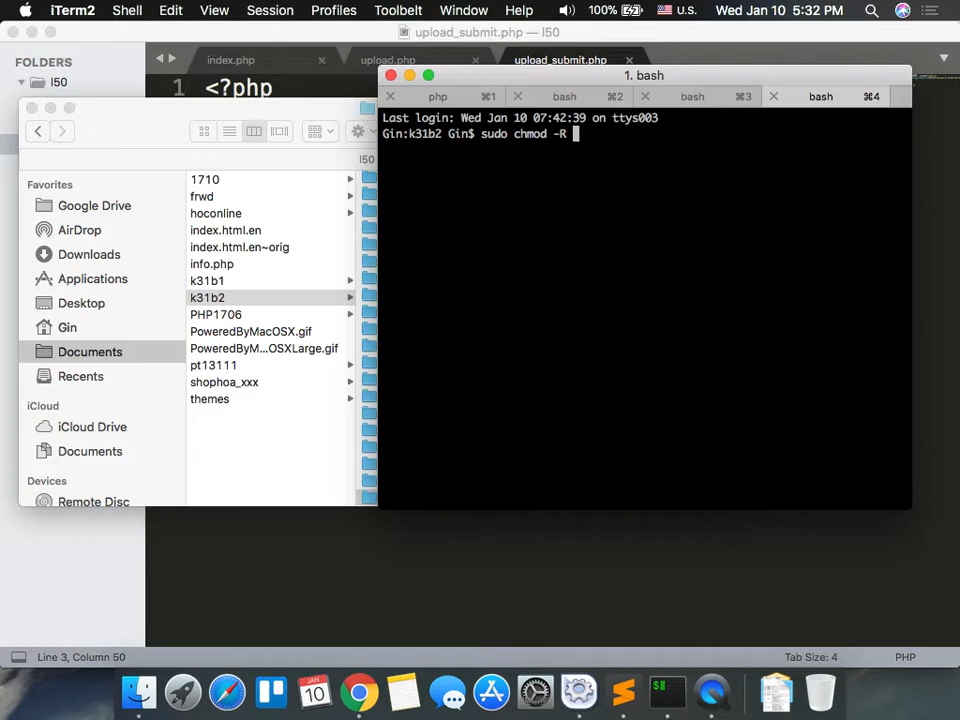 iTerm2 Shell Edit View Session Profiles Toolbelt Window Help 100% U.S. Wed Jan 10 5:32 PM
upload_submit.php — l50
FOLDERS
l50
index.php upload.php upload_submit.php
1 <?php
1. bash
php ⌘1 bash ⌘2 bash ⌘3 bash ⌘4
Last login: Wed Jan 10 07:42:39 on ttys003
Gin:k31b2 Gin$ sudo chmod -R
l50
Favorites
Google Drive
AirDrop
Downloads
Applications
Desktop
Gin
Documents
Recents
iCloud
iCloud Drive
Documents
Devices
Remote Disc
1710
frwd
hoconline
index.html.en
index.html.en~orig
info.php
k31b1
k31b2
PHP1706
PoweredByMacOSX.gif
PoweredByM...OSXLarge.gif
pt13111
shophoa_xxx
themes
Line 3, Column 50 Tab Size: 4 PHP
JAN
10